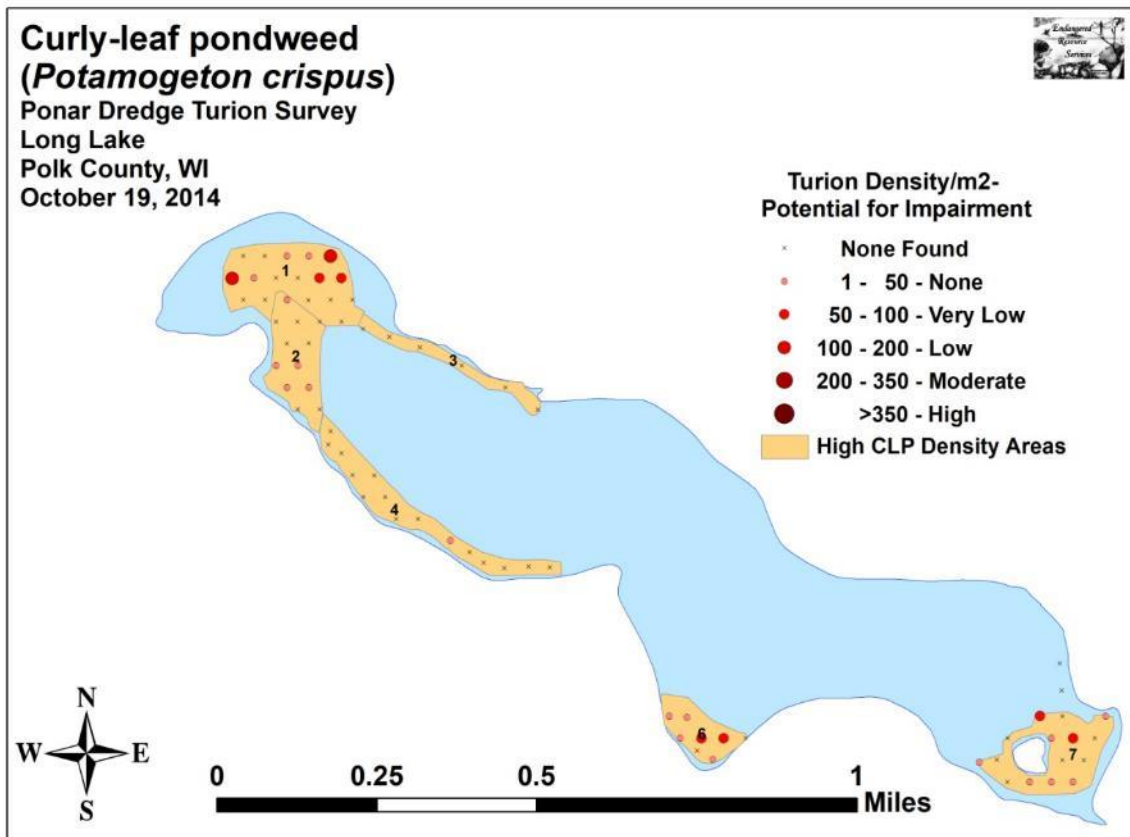 Curly-leaf pondweed
(Potamogeton crispus)
Ponar Dredge Turion Survey
Long Lake
Polk County, WI
October 19, 2014
Endangered
Resource
Services
Turion Density/m2-
Potential for Impairment
None Found
1 - 50 - None
50 - 100 - Very Low
100 - 200 - Low
200 - 350 - Moderate
>350 - High
High CLP Density Areas
1
2
3
4
6
7
N
W E
S
0 0.25 0.5 1
Miles